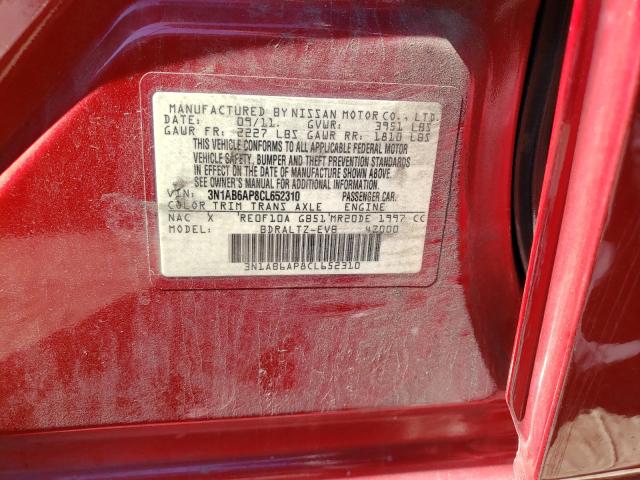 MANUFACTURED BY NISSAN MOTOR CO., LTD.
DATE: 09/11. GVWR: 3951 LBS
GAWR FR: 2227 LBS GAWR RR: 1810 LBS
THIS VEHICLE CONFORMS TO ALL APPLICABLE FEDERAL MOTOR
VEHICLE SAFETY, BUMPER AND THEFT PREVENTION STANDARDS
IN EFFECT ON THE DATE OF MANUFACTURE SHOWN ABOVE.
SEE OWNER'S MANUAL FOR ADDITIONAL INFORMATION.
VIN: 3N1AB6AP8CL652310 PASSENGER CAR.
COLOR TRIM TRANS AXLE ENGINE
NAC X RE0F10A GB51 MR20DE 1997 CC
MODEL: BDRALTZ-EVB 4Z000
3N1AB6AP8CL652310